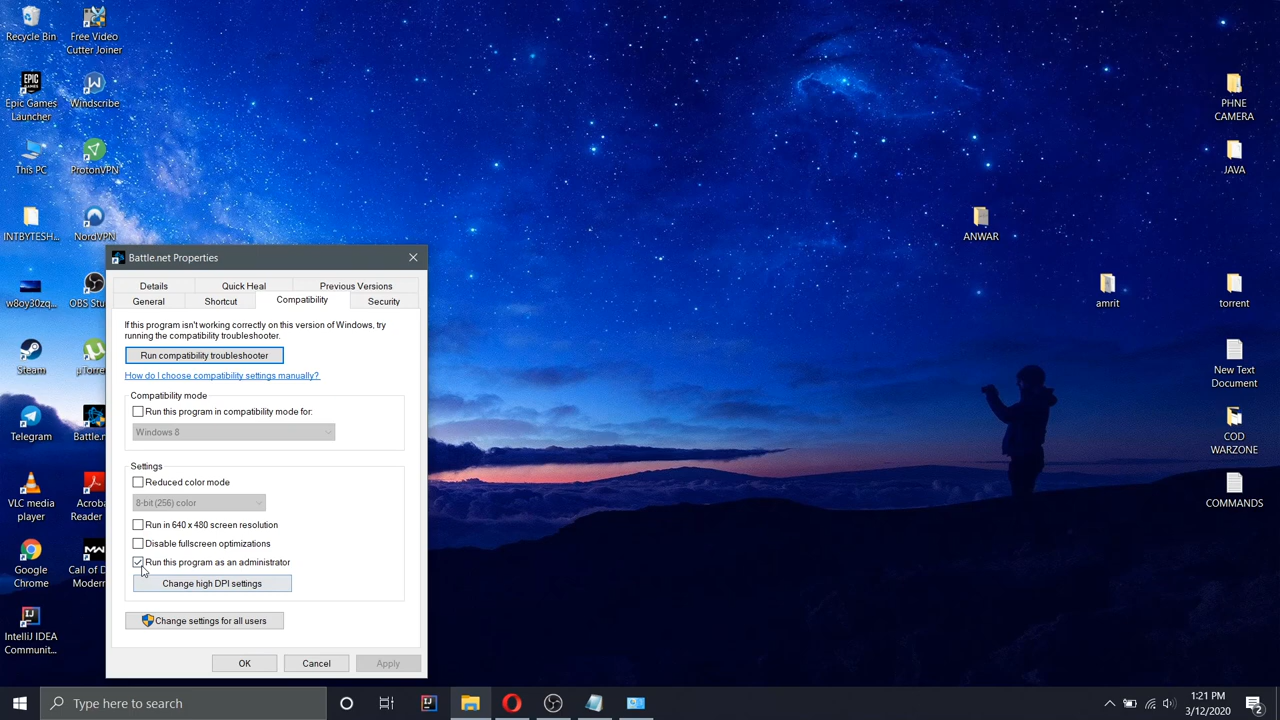 Recycle Bin
Free Video
Cutter Joiner
EPIC
GAMES
Epic Games
Launcher
Windscribe
This PC
ProtonVPN
INTBYTESH...
NordVPN
w8oy30zq...
OBS Stu
Steam
µTorre
Telegram
Battle.n
VLC media
player
Acroba
Reader
Google
Chrome
Call of D
Modern
IntelliJ IDEA
Communit...
PHNE
CAMERA
JAVA
ANWAR
amrit
torrent
New Text
Document
COD
WARZONE
COMMANDS
Battle.net Properties
Details
Quick Heal
Previous Versions
General
Shortcut
Compatibility
Security
If this program isn't working correctly on this version of Windows, try
running the compatibility troubleshooter.
Run compatibility troubleshooter
How do I choose compatibility settings manually?
Compatibility mode
Run this program in compatibility mode for:
Windows 8
Settings
Reduced color mode
8-bit (256) color
Run in 640 x 480 screen resolution
Disable fullscreen optimizations
Run this program as an administrator
Change high DPI settings
Change settings for all users
OK
Cancel
Apply
Type here to search
1:21 PM
3/12/2020
2